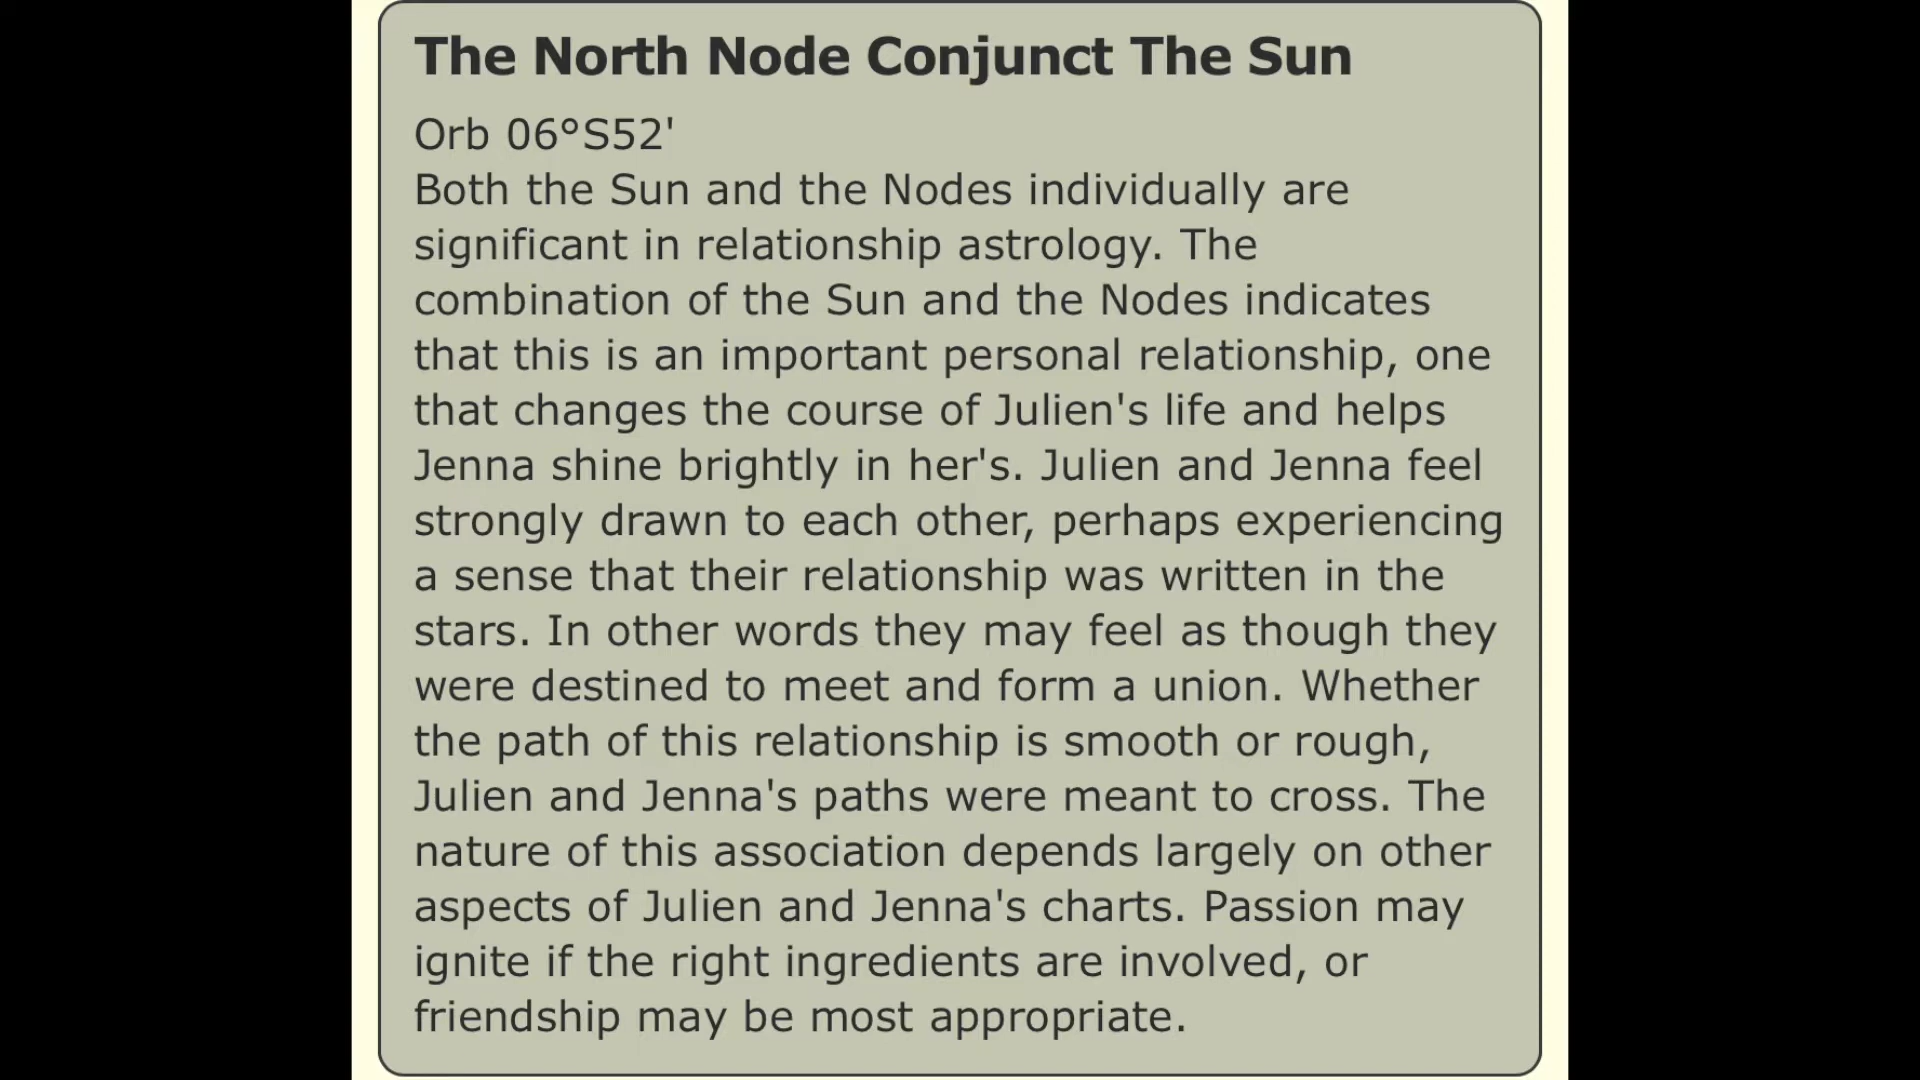 The North Node Conjunct The Sun
Orb 06°S52'
Both the Sun and the Nodes individually are
significant in relationship astrology. The
combination of the Sun and the Nodes indicates
that this is an important personal relationship, one
that changes the course of Julien's life and helps
Jenna shine brightly in her's. Julien and Jenna feel
strongly drawn to each other, perhaps experiencing
a sense that their relationship was written in the
stars. In other words they may feel as though they
were destined to meet and form a union. Whether
the path of this relationship is smooth or rough,
Julien and Jenna's paths were meant to cross. The
nature of this association depends largely on other
aspects of Julien and Jenna's charts. Passion may
ignite if the right ingredients are involved, or
friendship may be most appropriate.